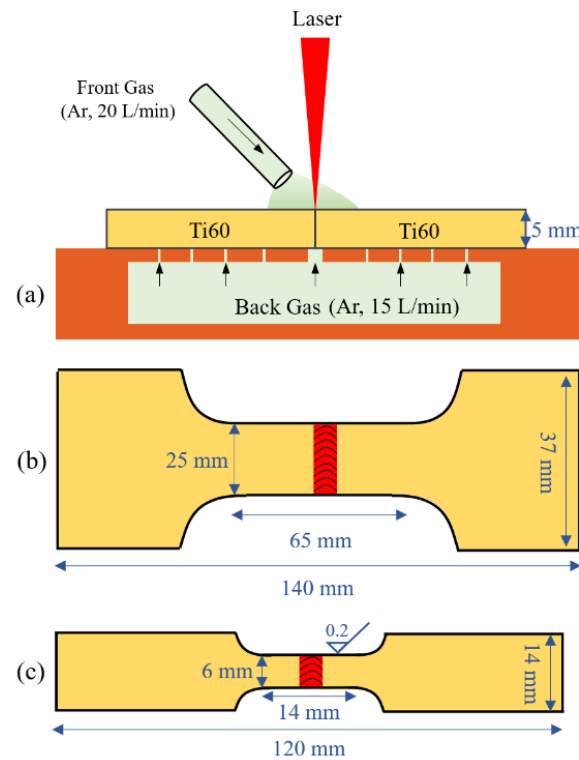 Laser
Front Gas
(Ar, 20 L/min)
Ti60
Ti60
5 mm
(a)
Back Gas (Ar, 15 L/min)
(b)
25 mm
37 mm
65 mm
140 mm
0.2
(c)
6 mm
14 mm
14 mm
120 mm